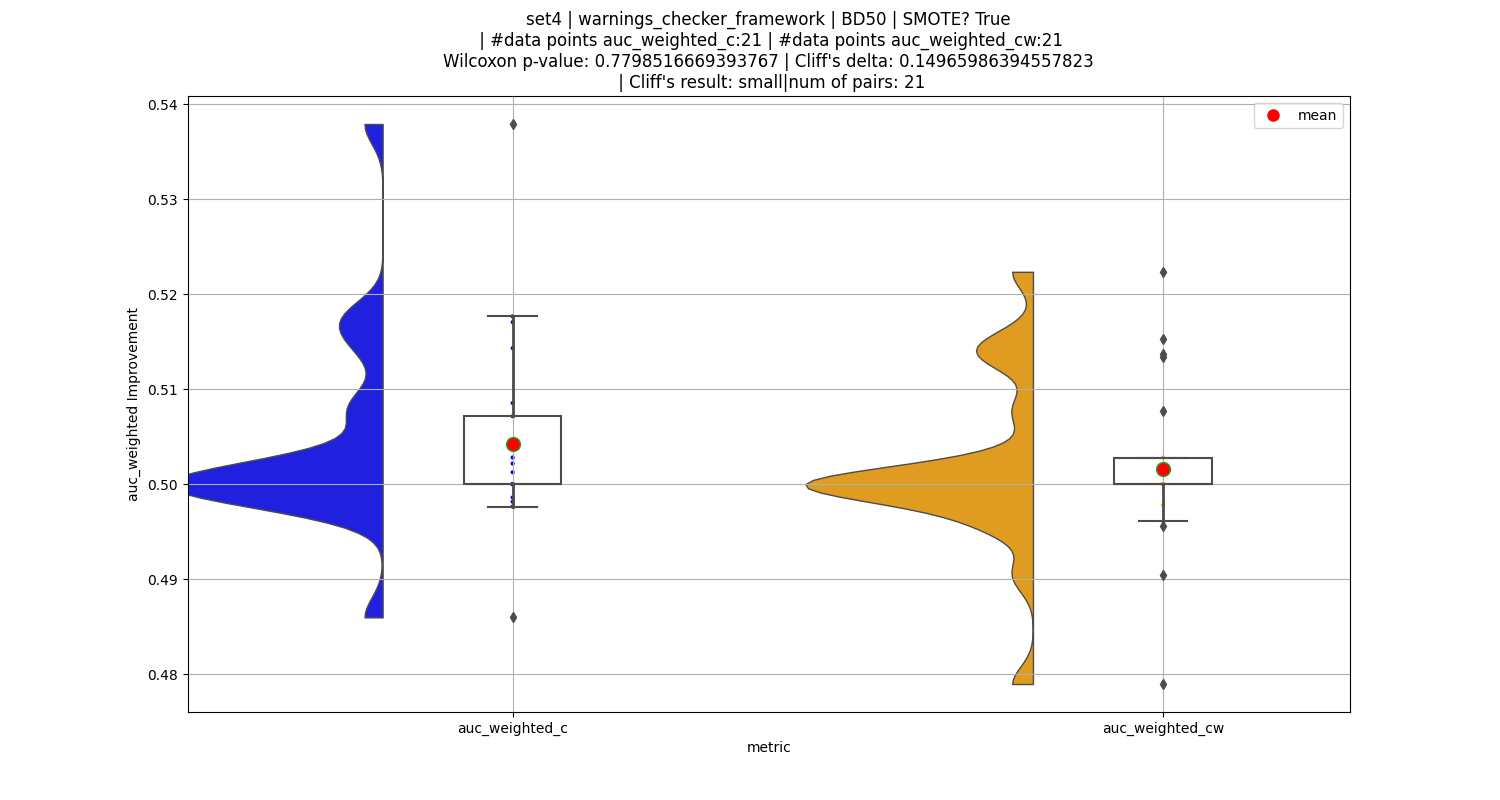 set4 | warnings_checker_framework | BD50 | SMOTE? True
| #data points auc_weighted_c:21 | #data points auc_weighted_cw:21
Wilcoxon p-value: 0.7798516669393767 | Cliff's delta: 0.14965986394557823
| Cliff's result: small|num of pairs: 21
mean
auc_weighted Improvement
0.54
0.53
0.52
0.51
0.50
0.49
0.48
auc_weighted_c
auc_weighted_cw
metric